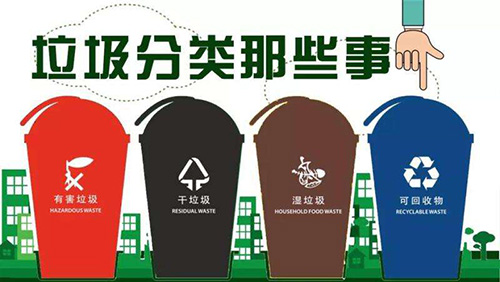 垃圾分类那些事
有害垃圾
HAZARDOUS WASTE
干垃圾
RESIDUAL WASTE
湿垃圾
HOUSEHOLD FOOD WASTE
可回收物
RECYCLABLE WASTE